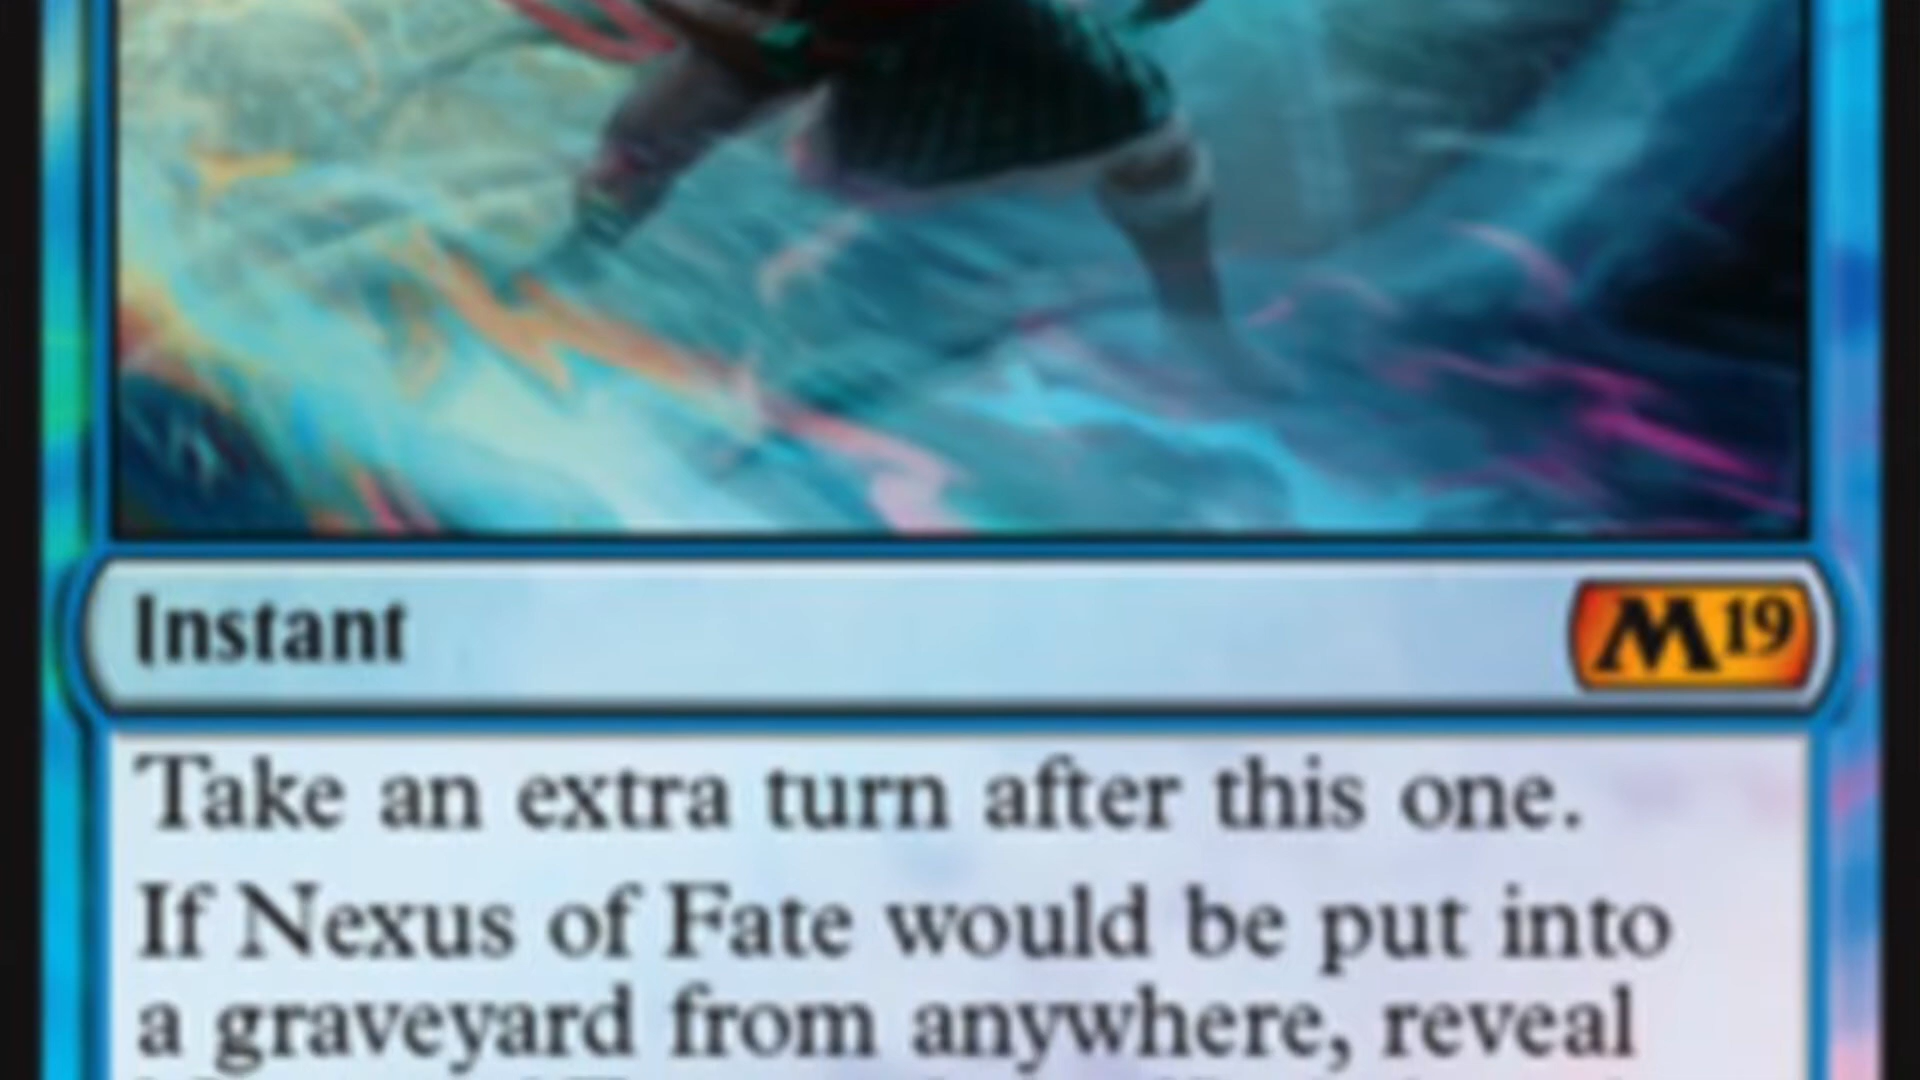 Instant
M19
Take an extra turn after this one.
If Nexus of Fate would be put into
a graveyard from anywhere, reveal